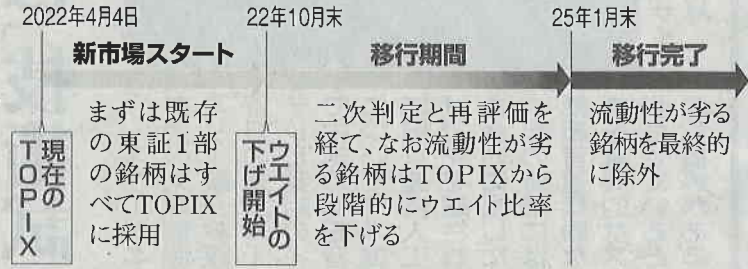 2022年4月4日
22年10月末
25年1月末
新市場スタート
移行期間
移行完了
現在の
TOPIX
まずは既存
の東証1部
の銘柄はす
べてTOPIX
に採用
ウエイトの
下げ開始
二次判定と再評価を
経て、なお流動性が劣
る銘柄はTOPIXから
段階的にウエイト比率
を下げる
流動性が劣る
銘柄を最終的
に除外